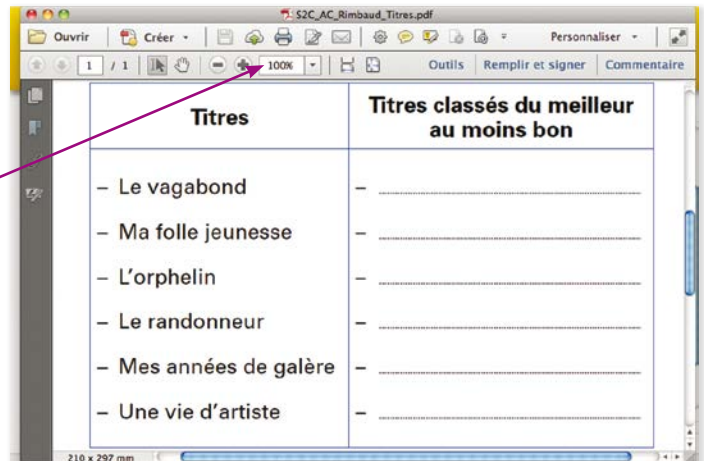 S2C_AC_Rimbaud_Titres.pdf
Ouvrir Créer Personnaliser
1 / 1 100% Outils Remplir et signer Commentaire
Titres
Titres classés du meilleur
au moins bon
– Le vagabond –
– Ma folle jeunesse –
– L'orphelin –
– Le randonneur –
– Mes années de galère –
– Une vie d'artiste –
210 x 297 mm